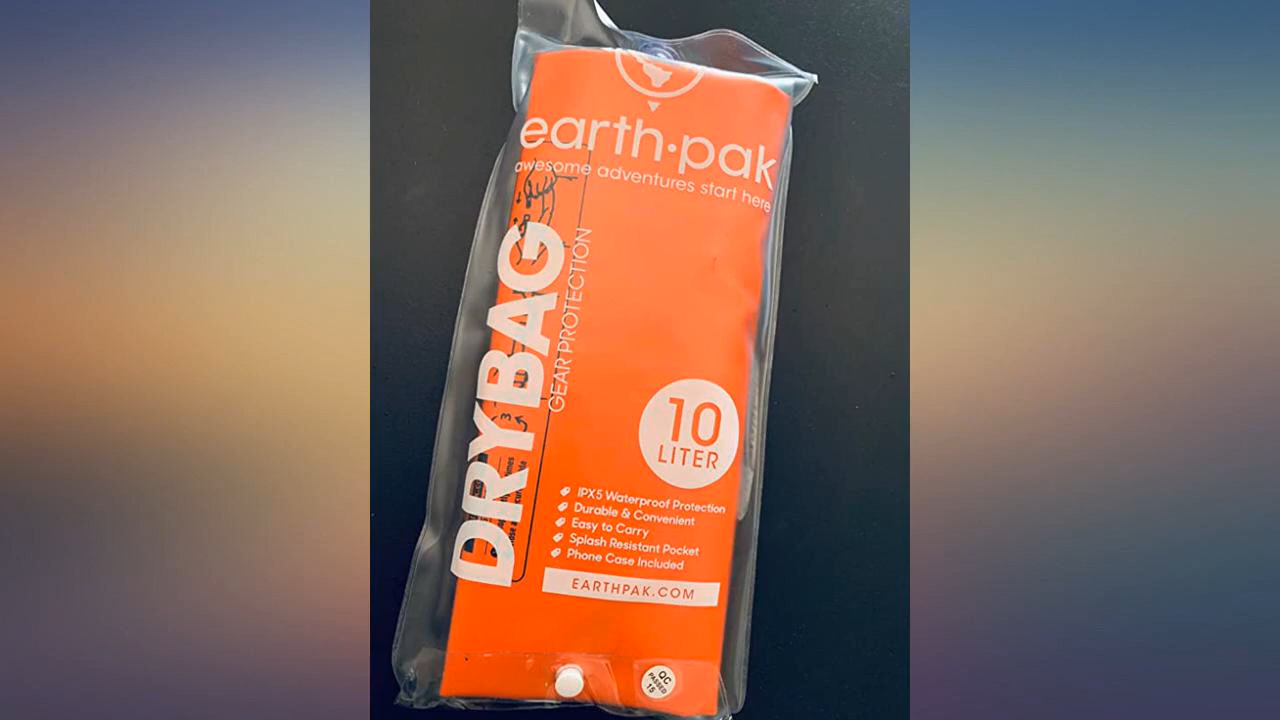 earth·pak
awesome adventures start here
DRYBAG
GEAR PROTECTION
10
LITER
IPX5 Waterproof Protection
Durable & Convenient
Easy to Carry
Splash Resistant Pocket
Phone Case Included
EARTHPAK.COM
QC
PASSED
15